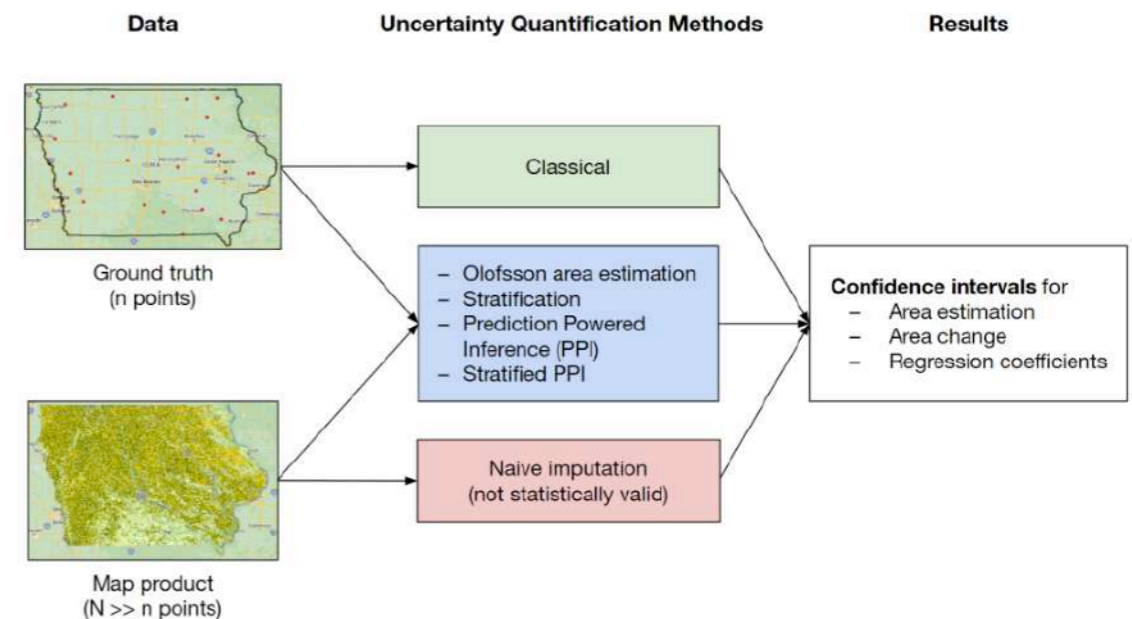 Data
Uncertainty Quantification Methods
Results
Ground truth
(n points)
Map product
(N >> n points)
Classical
– Olofsson area estimation
– Stratification
– Prediction Powered
Inference (PPI)
– Stratified PPI
Naive imputation
(not statistically valid)
Confidence intervals for
– Area estimation
– Area change
– Regression coefficients